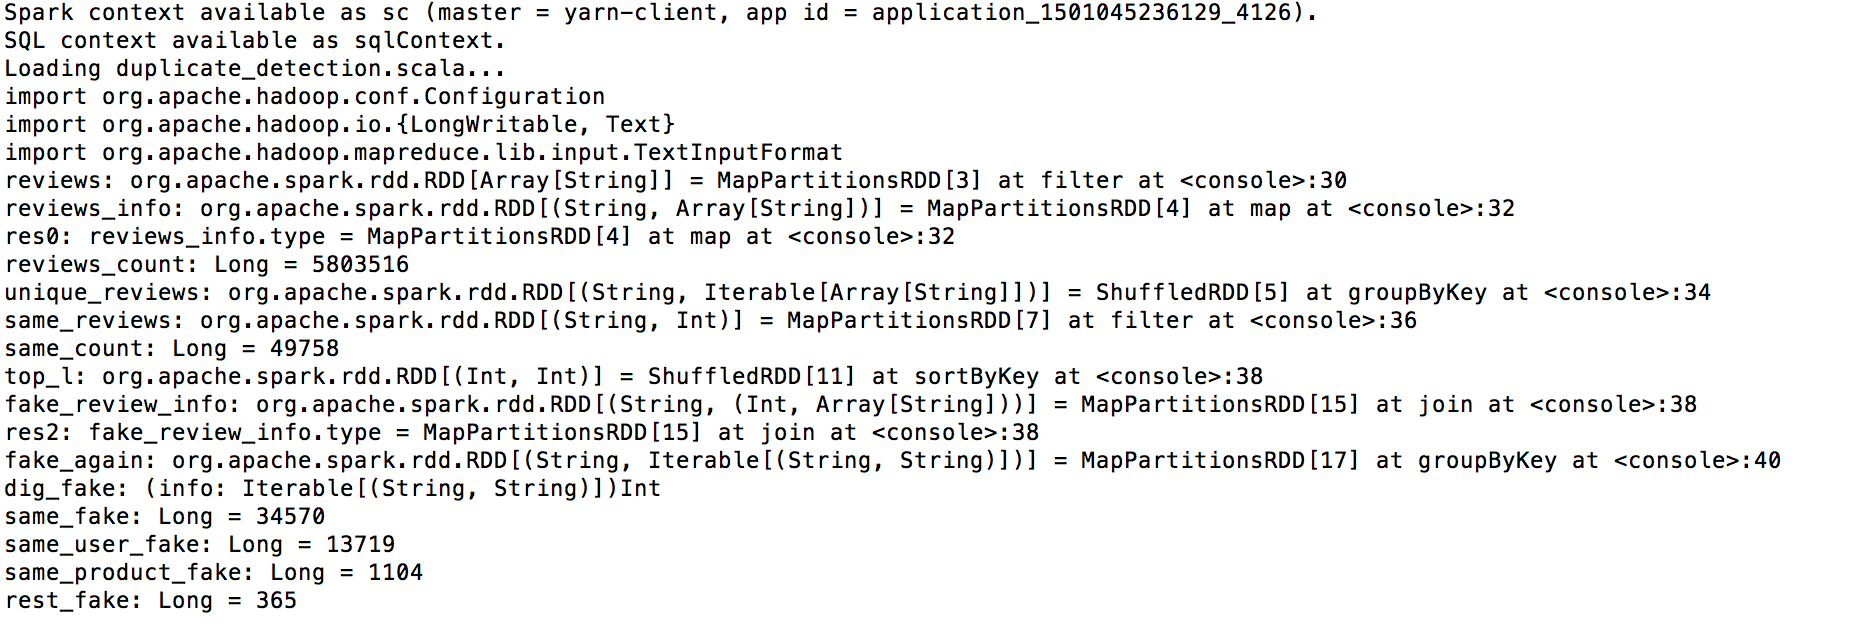 Spark context available as sc (master = yarn-client, app id = application_1501045236129_4126).
SQL context available as sqlContext.
Loading duplicate_detection.scala...
import org.apache.hadoop.conf.Configuration
import org.apache.hadoop.io.{LongWritable, Text}
import org.apache.hadoop.mapreduce.lib.input.TextInputFormat
reviews: org.apache.spark.rdd.RDD[Array[String]] = MapPartitionsRDD[3] at filter at <console>:30
reviews_info: org.apache.spark.rdd.RDD[(String, Array[String])] = MapPartitionsRDD[4] at map at <console>:32
res0: reviews_info.type = MapPartitionsRDD[4] at map at <console>:32
reviews_count: Long = 5803516
unique_reviews: org.apache.spark.rdd.RDD[(String, Iterable[Array[String]])] = ShuffledRDD[5] at groupByKey at <console>:34
same_reviews: org.apache.spark.rdd.RDD[(String, Int)] = MapPartitionsRDD[7] at filter at <console>:36
same_count: Long = 49758
top_l: org.apache.spark.rdd.RDD[(Int, Int)] = ShuffledRDD[11] at sortByKey at <console>:38
fake_review_info: org.apache.spark.rdd.RDD[(String, (Int, Array[String]))] = MapPartitionsRDD[15] at join at <console>:38
res2: fake_review_info.type = MapPartitionsRDD[15] at join at <console>:38
fake_again: org.apache.spark.rdd.RDD[(String, Iterable[(String, String)])] = MapPartitionsRDD[17] at groupByKey at <console>:40
dig_fake: (info: Iterable[(String, String)])Int
same_fake: Long = 34570
same_user_fake: Long = 13719
same_product_fake: Long = 1104
rest_fake: Long = 365